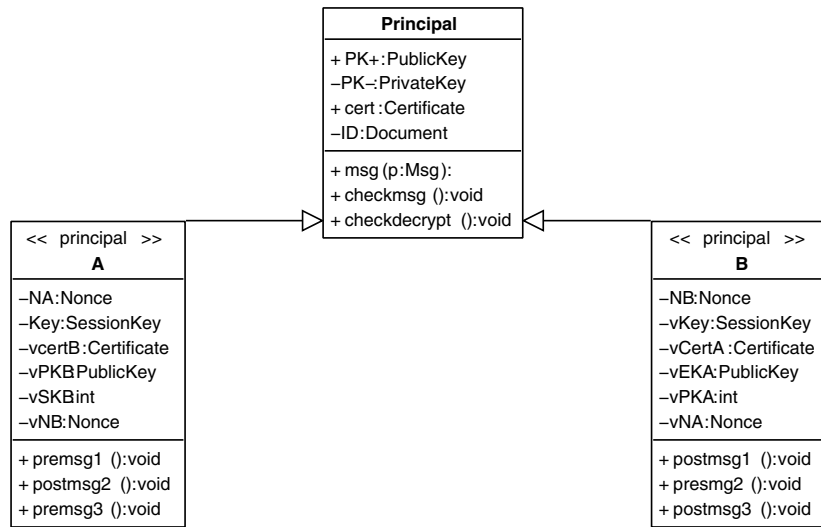 Principal
+ PK+:PublicKey
–PK–:PrivateKey
+ cert :Certificate
–ID:Document
+ msg (p:Msg):
+ checkmsg ():void
+ checkdecrypt ():void
<< principal >>
A
–NA:Nonce
–Key:SessionKey
–vcertB:Certificate
–vPKB:PublicKey
–vSKB:int
–vNB:Nonce
+ premsg1 ():void
+ postmsg2 ():void
+ premsg3 ():void
<< principal >>
B
–NB:Nonce
–vKey:SessionKey
–vCertA :Certificate
–vEKA:PublicKey
–vPKA:int
–vNA:Nonce
+ postmsg1 ():void
+ presmg2 ():void
+ postmsg3 ():void